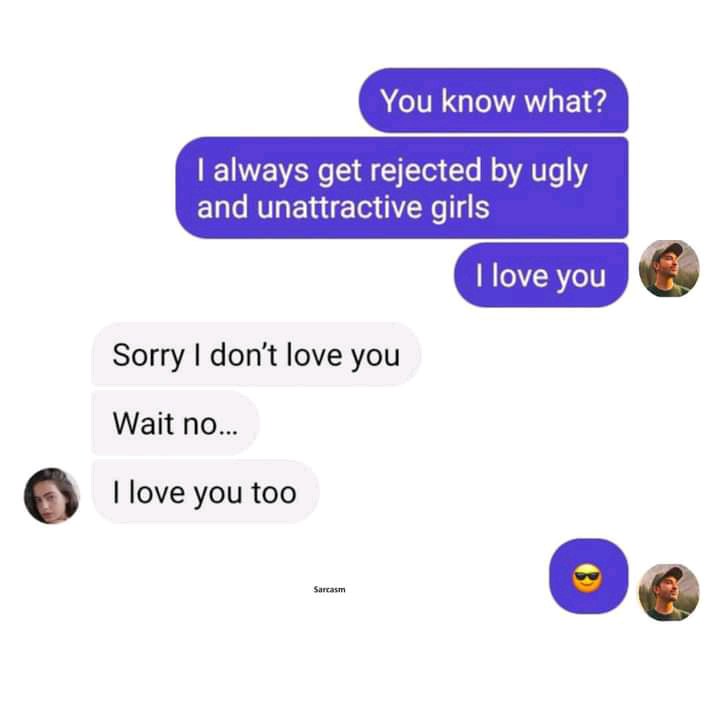 You know what?
I always get rejected by ugly
and unattractive girls
I love you
Sorry I don’t love you
Wait no...
I love you too
😎
Sarcasm